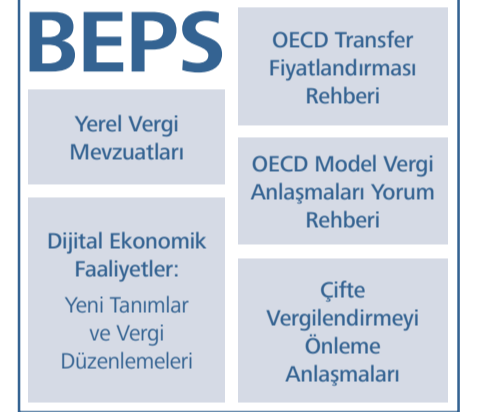 BEPS
Yerel Vergi
Mevzuatları
Dijital Ekonomik
Faaliyetler:
Yeni Tanımlar
ve Vergi
Düzenlemeleri
OECD Transfer
Fiyatlandırması
Rehberi
OECD Model Vergi
Anlaşmaları Yorum
Rehberi
Çifte
Vergilendirmeyi
Önleme
Anlaşmaları